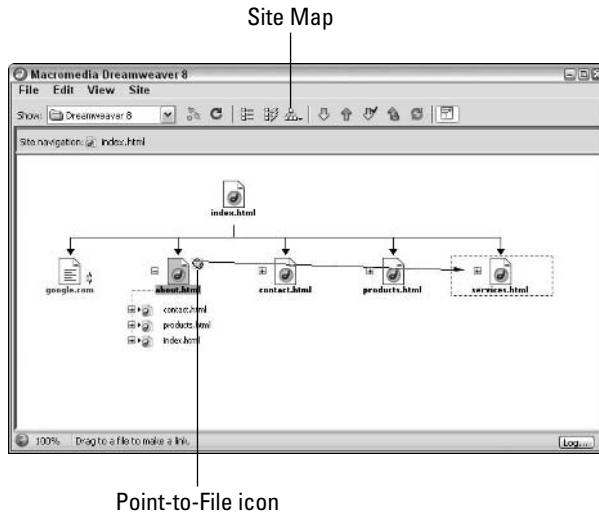 Site Map
Macromedia Dreamweaver 8
File Edit View Site
Show: Dreamweaver 8
Site navigation: index.html
index.html
google.com
about.html
contact.html
products.html
services.html
contact.html
products.html
index.html
100% Drag to a file to make a link.
Log...
Point-to-File icon